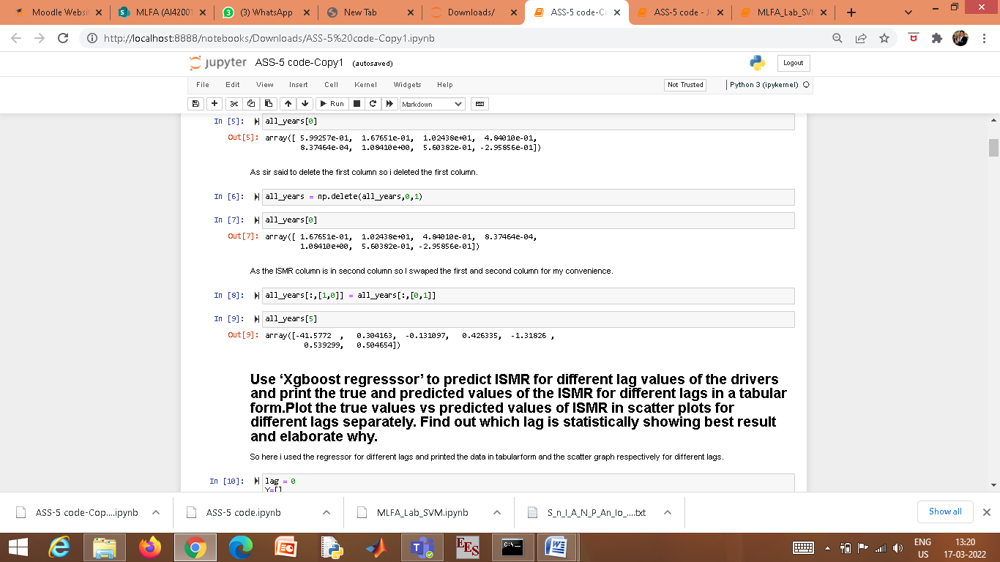 Moodle Websi
MLFA (AI42001
(3) WhatsApp
New Tab
Downloads/
ASS-5 code-Co
ASS-5 code - J
MLFA_Lab_SVM
http://localhost:8888/notebooks/Downloads/ASS-5%20code-Copy1.ipynb
jupyter ASS-5 code-Copy1 (autosaved)
Logout
File Edit View Insert Cell Kernel Widgets Help
Not Trusted
Python 3 (ipykernel)
Run
Markdown
In [5]: all_years[0]
Out[5]: array([ 5.99257e-01, 1.67651e-01, 1.02438e+01, 4.84010e-01,
8.37464e-04, 1.08410e+00, 5.60382e-01, -2.95856e-01])
As sir said to delete the first column so i deleted the first column.
In [6]: all_years = np.delete(all_years,0,1)
In [7]: all_years[0]
Out[7]: array([ 1.67651e-01, 1.02438e+01, 4.84010e-01, 8.37464e-04,
1.08410e+00, 5.60382e-01, -2.95856e-01])
As the ISMR column is in second column so I swaped the first and second column for my convenience.
In [8]: all_years[:,[1,0]] = all_years[:,[0,1]]
In [9]: all_years[5]
Out[9]: array([-41.5772 , 0.304163, -0.131097, 0.426335, -1.31826 ,
0.539299, 0.504654])
Use ‘Xgboost regresssor’ to predict ISMR for different lag values of the drivers
and print the true and predicted values of the ISMR for different lags in a tabular
form.Plot the true values vs predicted values of ISMR in scatter plots for
different lags separately. Find out which lag is statistically showing best result
and elaborate why.
So here i used the regressor for different lags and printed the data in tabularform and the scatter graph respectively for different lags.
In [10]: lag = 0
Y=[]
ASS-5 code-Cop....ipynb
ASS-5 code.ipynb
MLFA_Lab_SVM.ipynb
S_n_I_A_N_P_An_Io_....txt
Show all
EES
C:\_
ENG
US
13:20
17-03-2022